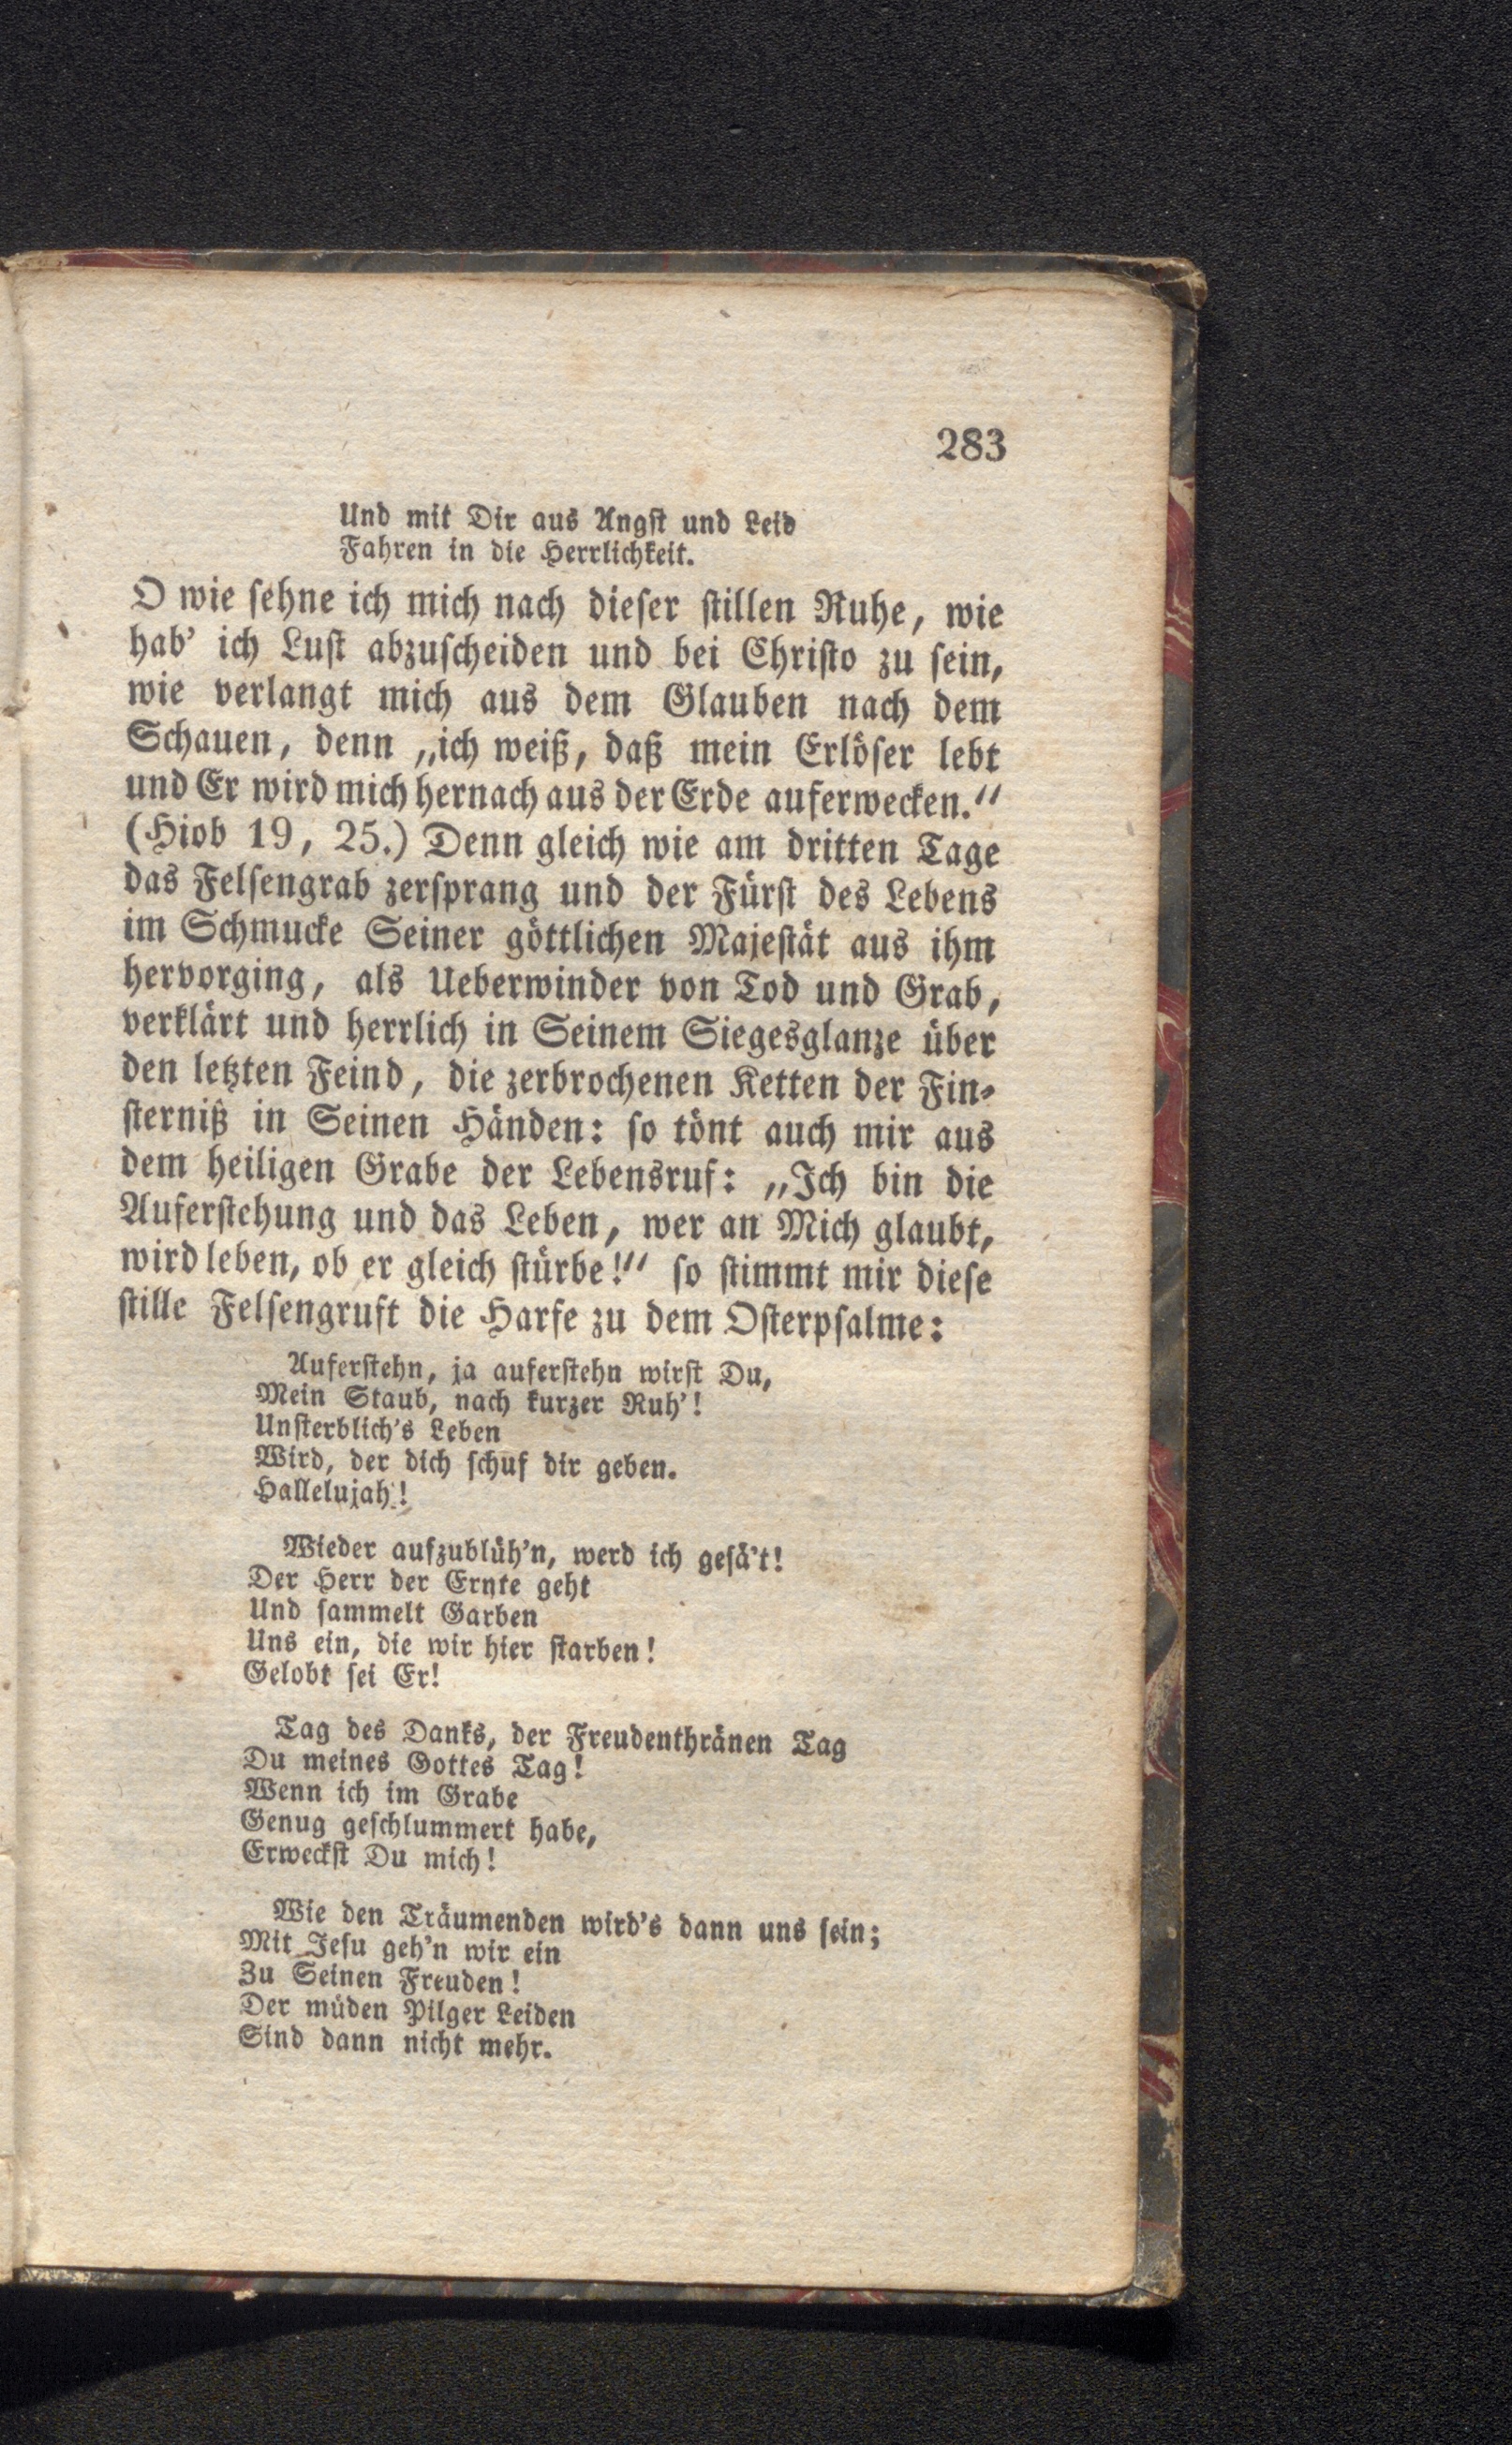 283
Und mit Dir aus Angst und Leid
Fahren in die Herrlichkeit.
O wie sehne ich mich nach dieser stillen Ruhe, wie
hab' ich Lust abzuscheiden und bei Christo zu sein,
wie verlangt mich aus dem Glauben nach dem
Schauen, denn „ich weiß, daß mein Erlöser lebt
und Er wird mich hernach aus der Erde auferwecken.“
(Hiob 19, 25.) Denn gleich wie am dritten Tage
das Felsengrab zersprang und der Fürst des Lebens
im Schmucke Seiner göttlichen Majestät aus ihm
hervorging, als Ueberwinder von Tod und Grab,
verklärt und herrlich in Seinem Siegesglanze über
den letzten Feind, die zerbrochenen Ketten der Fin-
sterniß in Seinen Händen: so tönt auch mir aus
dem heiligen Grabe der Lebensruf: „Ich bin die
Auferstehung und das Leben, wer an Mich glaubt,
wird leben, ob er gleich stürbe!“ so stimmt mir diese
stille Felsengruft die Harfe zu dem Osterpsalme:
Auferstehn, ja auferstehn wirst Du,
Mein Staub, nach kurzer Ruh'!
Unsterblich's Leben
Wird, der dich schuf dir geben.
Hallelujah!
Wieder aufzublüh'n, werd ich gesä't!
Der Herr der Ernte geht
Und sammelt Garben
Uns ein, die wir hier starben!
Gelobt sei Er!
Tag des Danks, der Freudenthränen Tag
Du meines Gottes Tag!
Wenn ich im Grabe
Genug geschlummert habe,
Erweckst Du mich!
Wie den Träumenden wird's dann uns sein;
Mit Jesu geh'n wir ein
Zu Seinen Freuden!
Der müden Pilger Leiden
Sind dann nicht mehr.